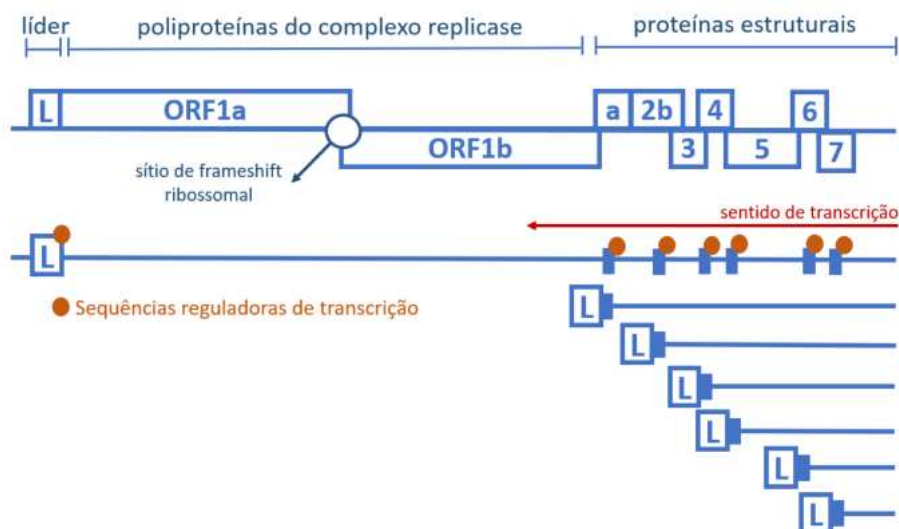 líder
poliproteínas do complexo replicase
proteínas estruturais
L
ORF1a
a
2b
4
6
ORF1b
3
5
7
sítio de frameshift
ribossomal
sentido de transcrição
L
Sequências reguladoras de transcrição
L
L
L
L
L
L